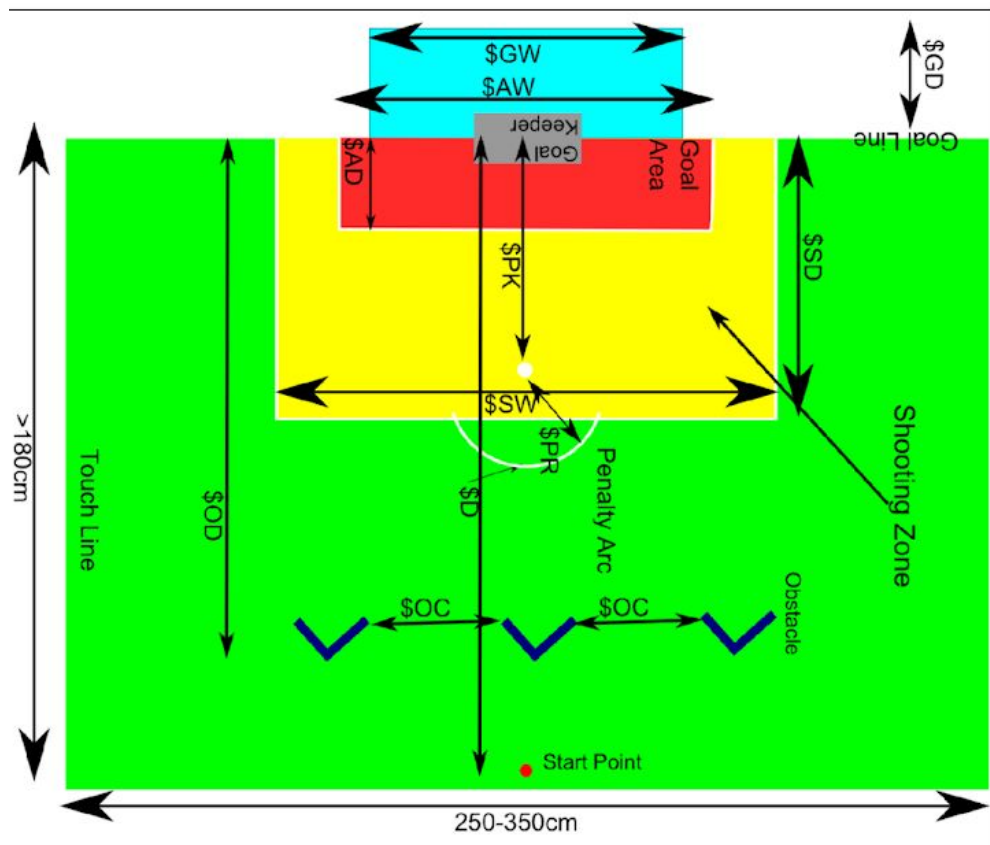 $GW
$GD
$AW
Goal
Keeper
Goal Line
$AD
Goal
Area
$PK
$SD
$SW
$PR
>180cm
Touch Line
$OD
$D
Penalty Arc
Shooting Zone
$OC
$OC
Obstacle
Start Point
250-350cm